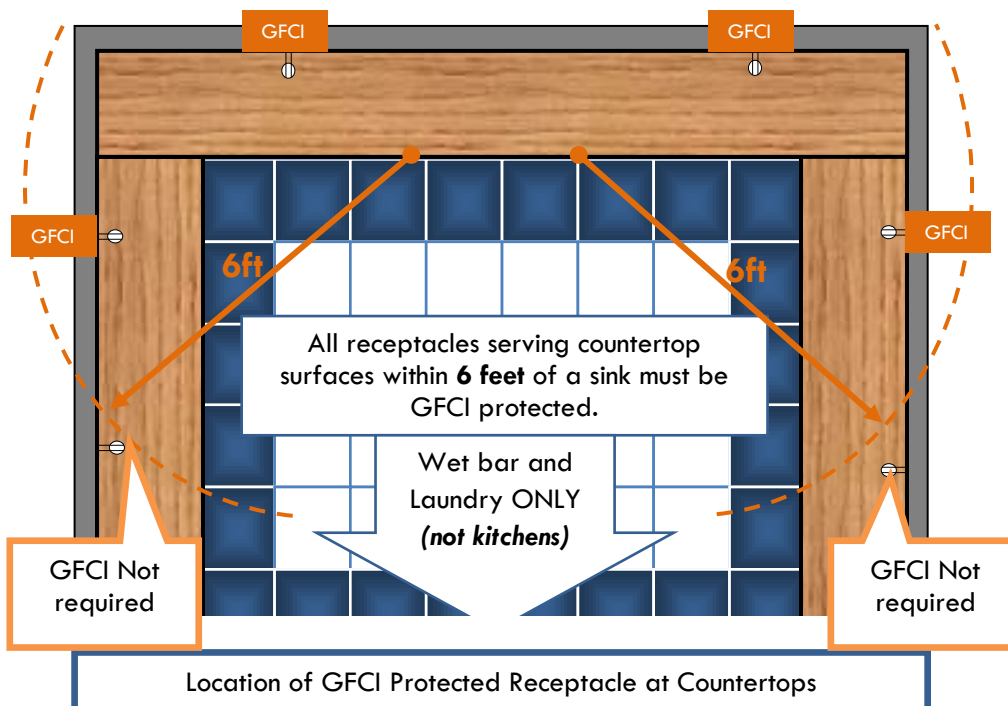 GFCI
GFCI
GFCI
GFCI
6ft
6ft
All receptacles serving countertop
surfaces within 6 feet of a sink must be
GFCI protected.
Wet bar and
Laundry ONLY
(not kitchens)
GFCI Not
required
GFCI Not
required
Location of GFCI Protected Receptacle at Countertops